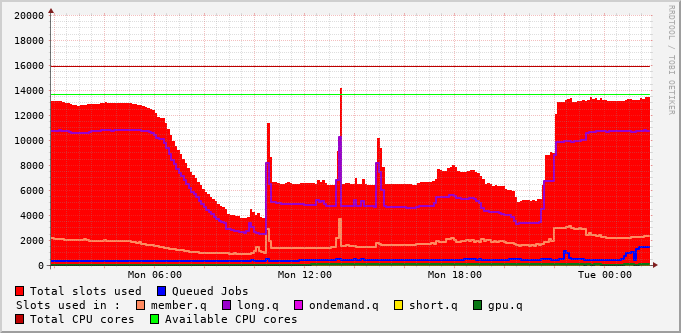 20000
18000
16000
14000
12000
10000
8000
6000
4000
2000
0
Mon 06:00 Mon 12:00 Mon 18:00 Tue 00:00
RRDTOOL / TOBI OETIKER
Total slots used Queued Jobs
Slots used in : member.q long.q ondemand.q short.q gpu.q
Total CPU cores Available CPU cores